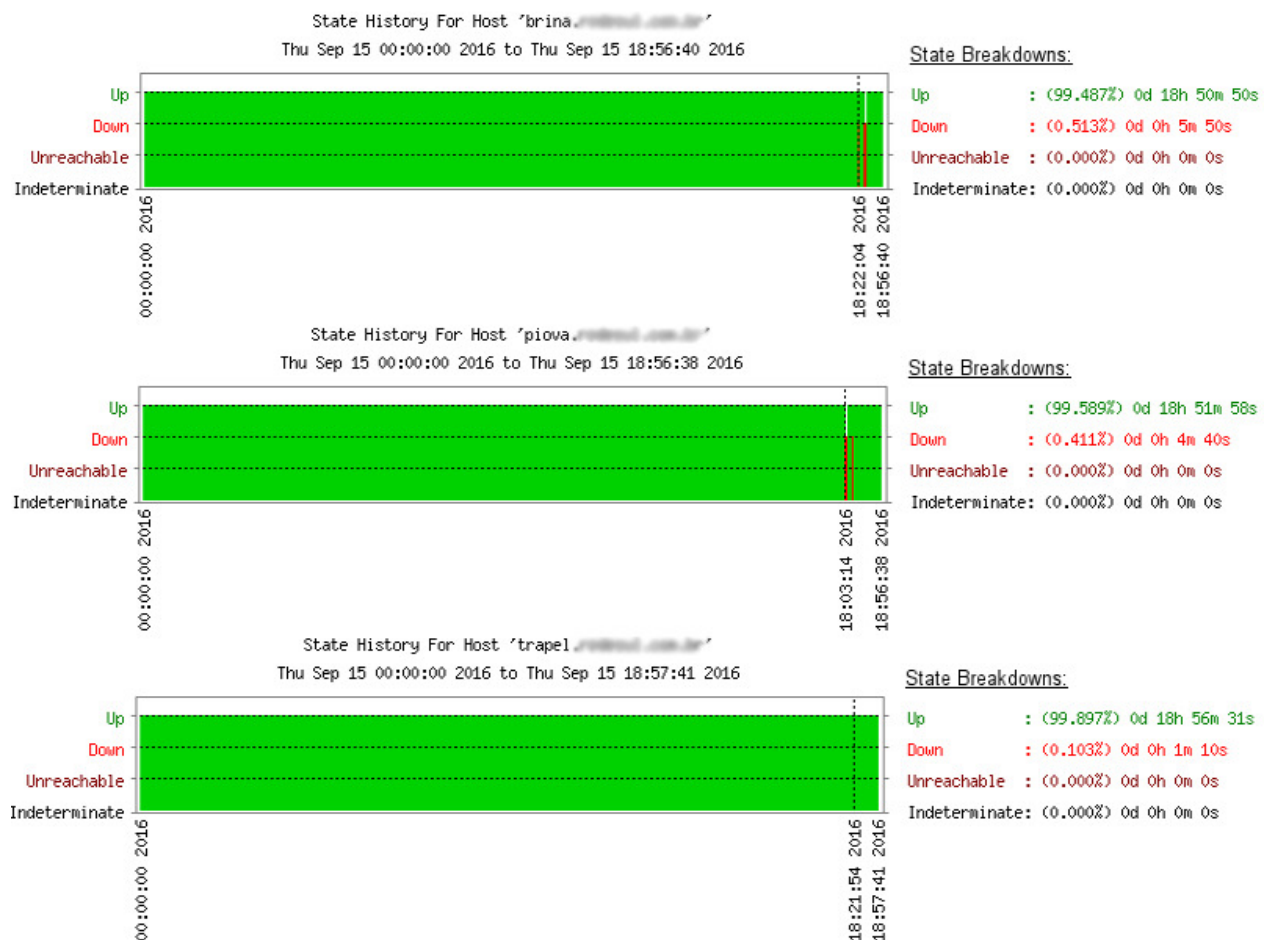 State History For Host 'brina.
Thu Sep 15 00:00:00 2016 to Thu Sep 15 18:56:40 2016
State Breakdowns:
Up : (99.487%) 0d 18h 50m 50s
Down : (0.513%) 0d 0h 5m 50s
Unreachable : (0.000%) 0d 0h 0m 0s
Indeterminate: (0.000%) 0d 0h 0m 0s
Up
Down
Unreachable
Indeterminate
00:00:00 2016
18:22:04 2016
18:56:40 2016
State History For Host 'piova.
Thu Sep 15 00:00:00 2016 to Thu Sep 15 18:56:38 2016
State Breakdowns:
Up : (99.589%) 0d 18h 51m 58s
Down : (0.411%) 0d 0h 4m 40s
Unreachable : (0.000%) 0d 0h 0m 0s
Indeterminate: (0.000%) 0d 0h 0m 0s
Up
Down
Unreachable
Indeterminate
00:00:00 2016
18:03:14 2016
18:56:38 2016
State History For Host 'trapel.
Thu Sep 15 00:00:00 2016 to Thu Sep 15 18:57:41 2016
State Breakdowns:
Up : (99.897%) 0d 18h 56m 31s
Down : (0.103%) 0d 0h 1m 10s
Unreachable : (0.000%) 0d 0h 0m 0s
Indeterminate: (0.000%) 0d 0h 0m 0s
Up
Down
Unreachable
Indeterminate
00:00:00 2016
18:21:54 2016
18:57:41 2016